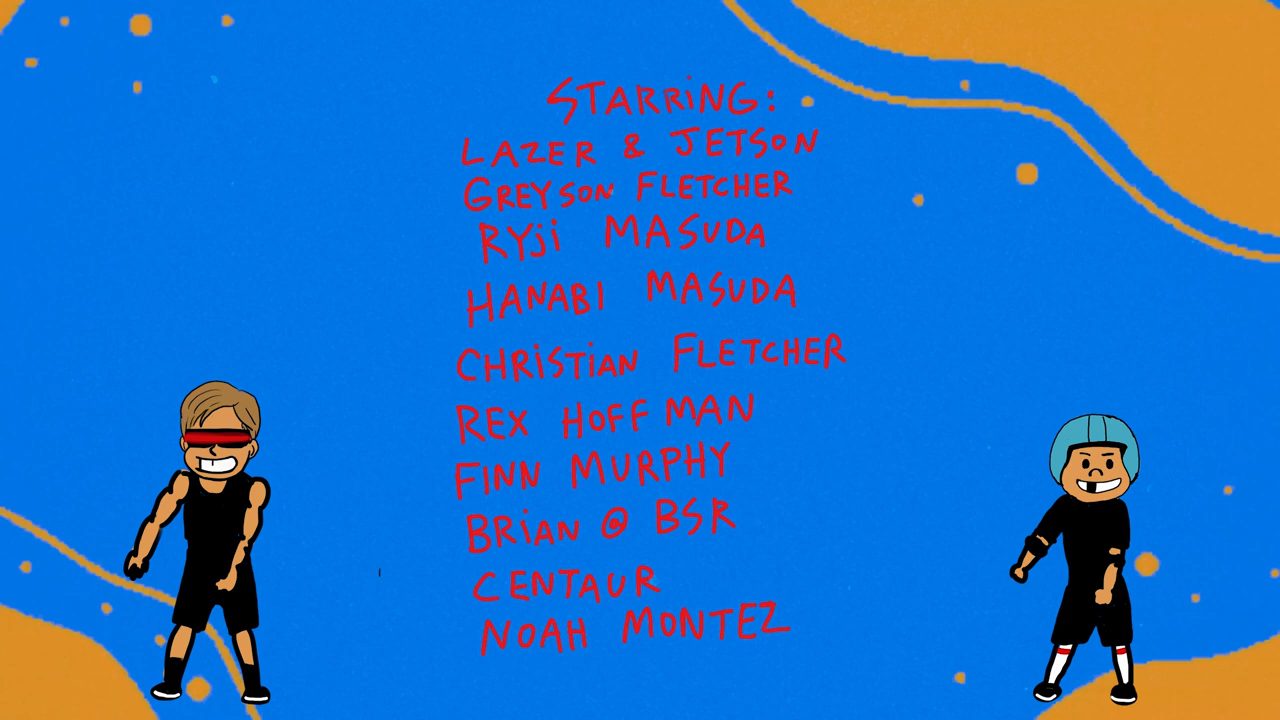 STARRiNG:
LAZER & JETSON
GREYSON FLETCHER
RYji MASUDA
HANABI MASUDA
CHRiSTiAN FLETCHER
REX HOFFMAN
FINN MURPHY
BRiAN @ BSR
CENTAUR
NOAH MONTEZ